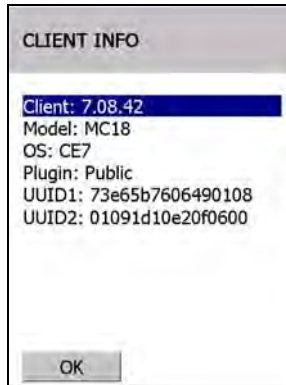 CLIENT INFO
Client: 7.08.42
Model: MC18
OS: CE7
Plugin: Public
UUID1: 73e65b7606490108
UUID2: 01091d10e20f0600
OK